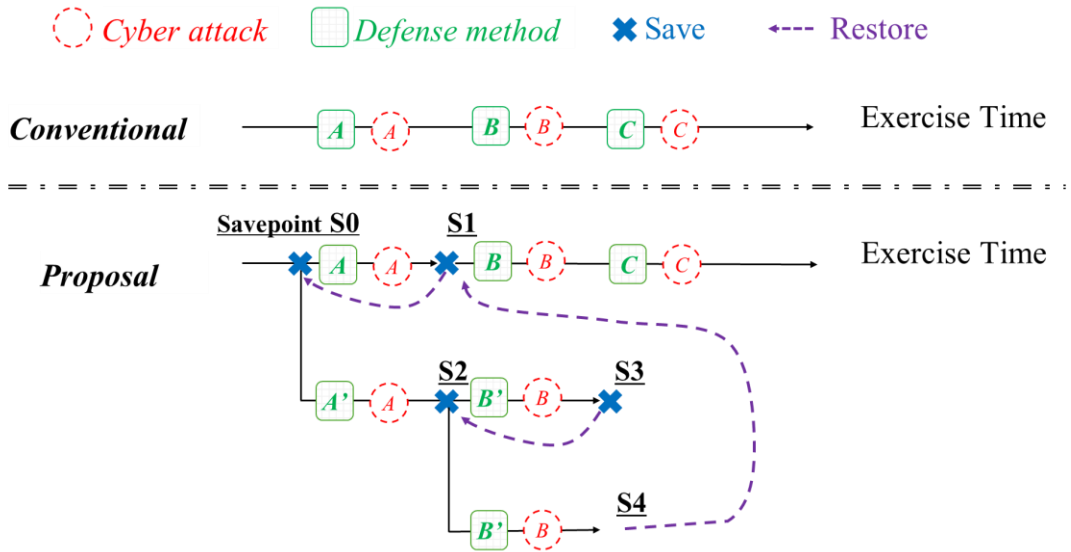 Cyber attack Defense method Save Restore
Conventional A A B B C C Exercise Time
Savepoint S0 S1
Proposal A A B B C C Exercise Time
S2 S3
A' A B' B
S4
B' B